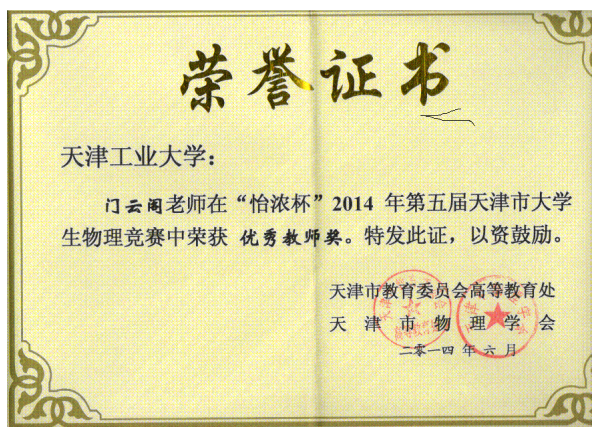 荣誉证书
天津工业大学：
门云阁老师在“怡浓杯”2014 年第五届天津市大学
生物理竞赛中荣获 优秀教师奖。特发此证，以资鼓励。
天津市教育委员会高等教育处
天津市物理学会
二零一四年六月